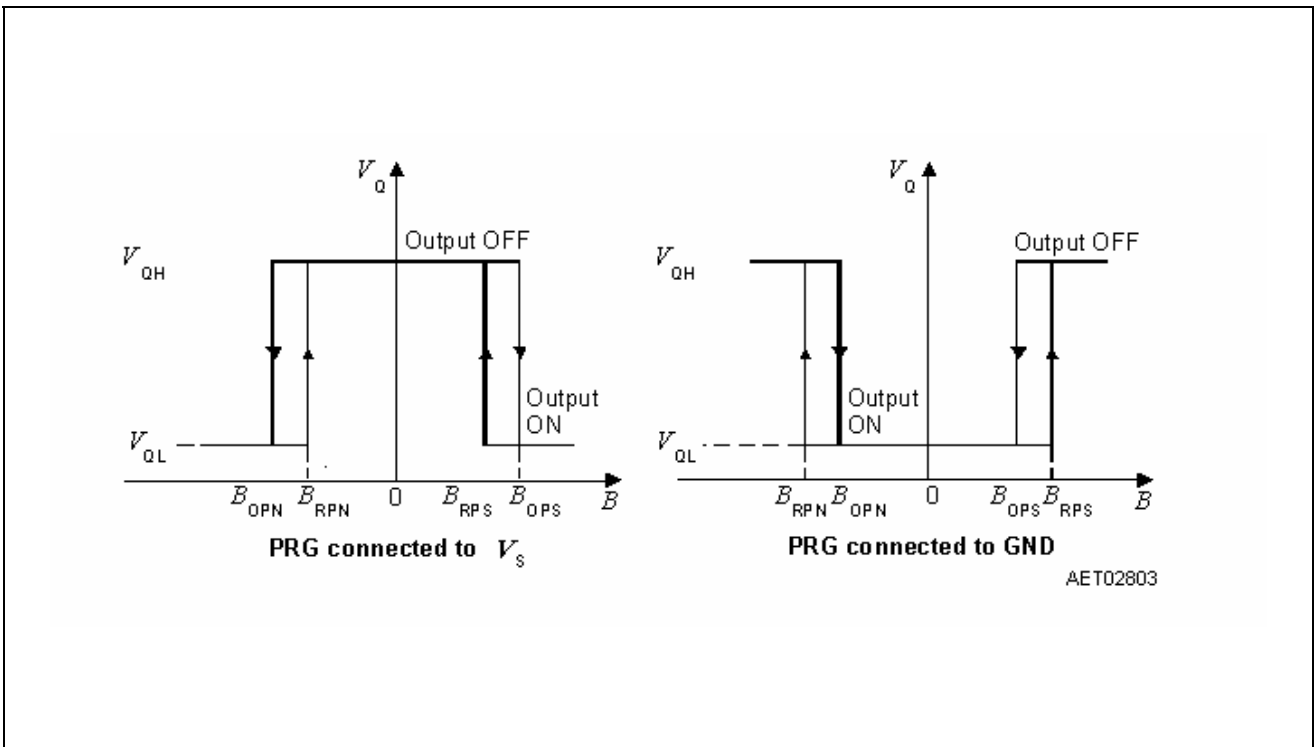 V_Q
Output OFF
V_QH
Output
ON
V_QL
B_OPN B_RPN 0 B_RPS B_OPS B
PRG connected to V_S
V_Q
Output OFF
V_QH
Output
ON
V_QL
B_RPN B_OPN 0 B_OPS B_RPS B
PRG connected to GND
AET02803